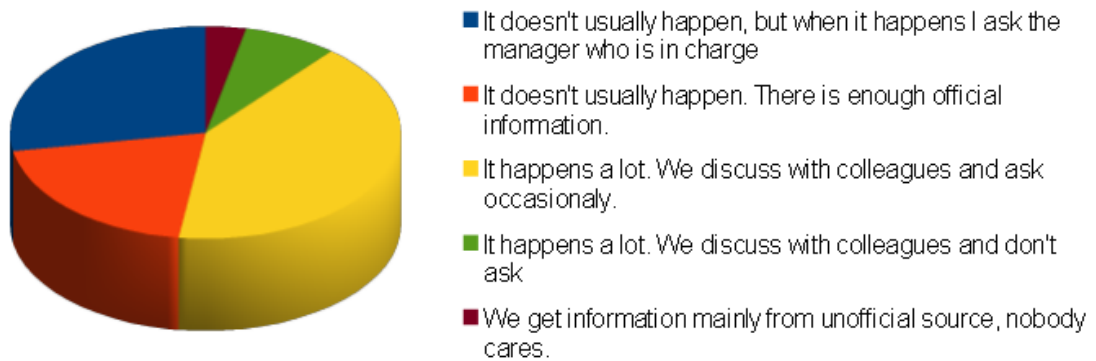 It doesn't usually happen, but when it happens I ask the
manager who is in charge
It doesn't usually happen. There is enough official
information.
It happens a lot. We discuss with colleagues and ask
occasionaly.
It happens a lot. We discuss with colleagues and don't
ask
We get information mainly from unofficial source, nobody
cares.